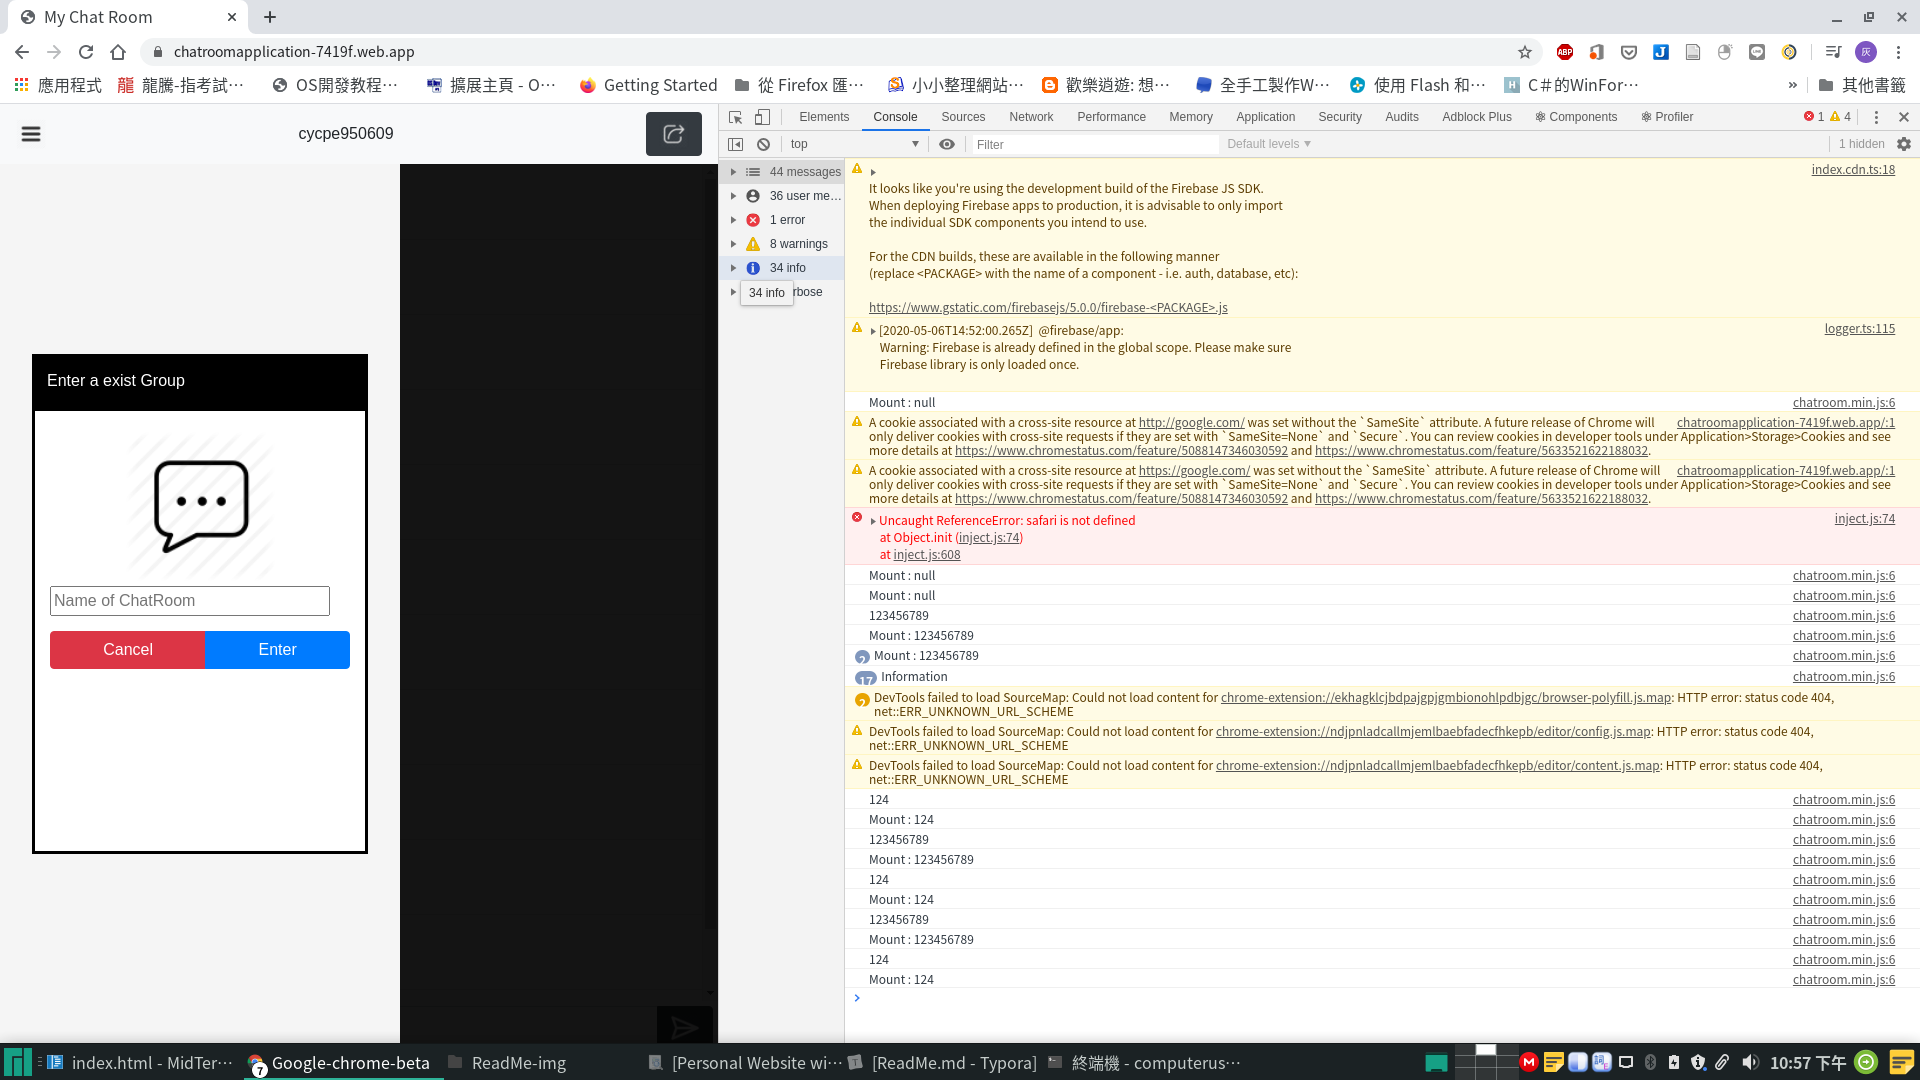 My Chat Room
chatroomapplication-7419f.web.app
ABP
J
灰
應用程式
龍 龍騰-指考試⋯
OS開發教程⋯
擴展主頁 - O⋯
Getting Started
從 Firefox 匯⋯
小小整理網站⋯
歡樂逍遊: 想⋯
全手工製作W⋯
使用 Flash 和⋯
H C＃的WinFor⋯
»
其他書籤
cycpe950609
Enter a exist Group
Name of ChatRoom
Cancel
Enter
Elements Console Sources Network Performance Memory Application Security Audits Adblock Plus Components Profiler 1 4
top Filter Default levels 1 hidden
44 messages
36 user me…
1 error
8 warnings
34 info
34 info
rbose
index.cdn.ts:18
It looks like you're using the development build of the Firebase JS SDK.
When deploying Firebase apps to production, it is advisable to only import
the individual SDK components you intend to use.
For the CDN builds, these are available in the following manner
(replace <PACKAGE> with the name of a component - i.e. auth, database, etc):
https://www.gstatic.com/firebasejs/5.0.0/firebase-<PACKAGE>.js
[2020-05-06T14:52:00.265Z]  @firebase/app: logger.ts:115
Warning: Firebase is already defined in the global scope. Please make sure
Firebase library is only loaded once.
Mount : null chatroom.min.js:6
A cookie associated with a cross-site resource at http://google.com/ was set without the `SameSite` attribute. A future release of Chrome will chatroomapplication-7419f.web.app/:1
only deliver cookies with cross-site requests if they are set with `SameSite=None` and `Secure`. You can review cookies in developer tools under Application>Storage>Cookies and see
more details at https://www.chromestatus.com/feature/5088147346030592 and https://www.chromestatus.com/feature/5633521622188032.
A cookie associated with a cross-site resource at https://google.com/ was set without the `SameSite` attribute. A future release of Chrome will chatroomapplication-7419f.web.app/:1
only deliver cookies with cross-site requests if they are set with `SameSite=None` and `Secure`. You can review cookies in developer tools under Application>Storage>Cookies and see
more details at https://www.chromestatus.com/feature/5088147346030592 and https://www.chromestatus.com/feature/5633521622188032.
Uncaught ReferenceError: safari is not defined inject.js:74
at Object.init (inject.js:74)
at inject.js:608
Mount : null chatroom.min.js:6
Mount : null chatroom.min.js:6
123456789 chatroom.min.js:6
Mount : 123456789 chatroom.min.js:6
2 Mount : 123456789 chatroom.min.js:6
17 Information chatroom.min.js:6
2 DevTools failed to load SourceMap: Could not load content for chrome-extension://ekhagklcjbdpajgpjgmbionohlpdbjgc/browser-polyfill.js.map: HTTP error: status code 404,
net::ERR_UNKNOWN_URL_SCHEME
DevTools failed to load SourceMap: Could not load content for chrome-extension://ndjpnladcallmjemlbaebfadecfhkepb/editor/config.js.map: HTTP error: status code 404,
net::ERR_UNKNOWN_URL_SCHEME
DevTools failed to load SourceMap: Could not load content for chrome-extension://ndjpnladcallmjemlbaebfadecfhkepb/editor/content.js.map: HTTP error: status code 404,
net::ERR_UNKNOWN_URL_SCHEME
124 chatroom.min.js:6
Mount : 124 chatroom.min.js:6
123456789 chatroom.min.js:6
Mount : 123456789 chatroom.min.js:6
124 chatroom.min.js:6
Mount : 124 chatroom.min.js:6
123456789 chatroom.min.js:6
Mount : 123456789 chatroom.min.js:6
124 chatroom.min.js:6
Mount : 124 chatroom.min.js:6
index.html - MidTer⋯
7 Google-chrome-beta
ReadMe-img
[Personal Website wi⋯
[ReadMe.md - Typora]
終端機 - computerus⋯
10:57 下午